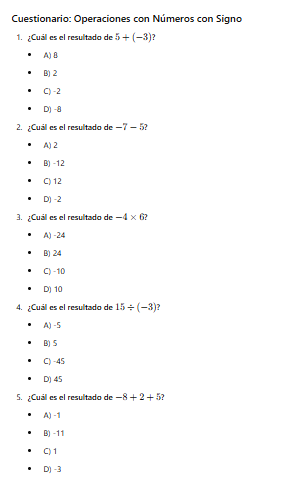 Cuestionario: Operaciones con Números con Signo
1. ¿Cuál es el resultado de 5 + (−3)?
• A) 8
• B) 2
• C) -2
• D) -8
2. ¿Cuál es el resultado de −7 − 5?
• A) 2
• B) -12
• C) 12
• D) -2
3. ¿Cuál es el resultado de −4 × 6?
• A) -24
• B) 24
• C) -10
• D) 10
4. ¿Cuál es el resultado de 15 ÷ (−3)?
• A) -5
• B) 5
• C) -45
• D) 45
5. ¿Cuál es el resultado de −8 + 2 + 5?
• A) -1
• B) -11
• C) 1
• D) -3